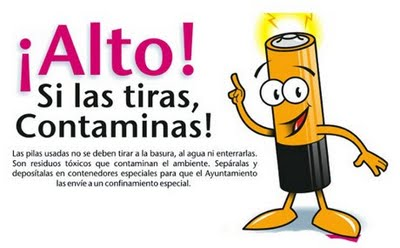 ¡Alto!
Si las tiras,
Contaminas!
Las pilas usadas no se deben tirar a la basura, al agua ni enterrarlas.
Son residuos tóxicos que contaminan el ambiente. Sepáralas y
deposítalas en contenedores especiales para que el Ayuntamiento
las envíe a un confinamiento especial.